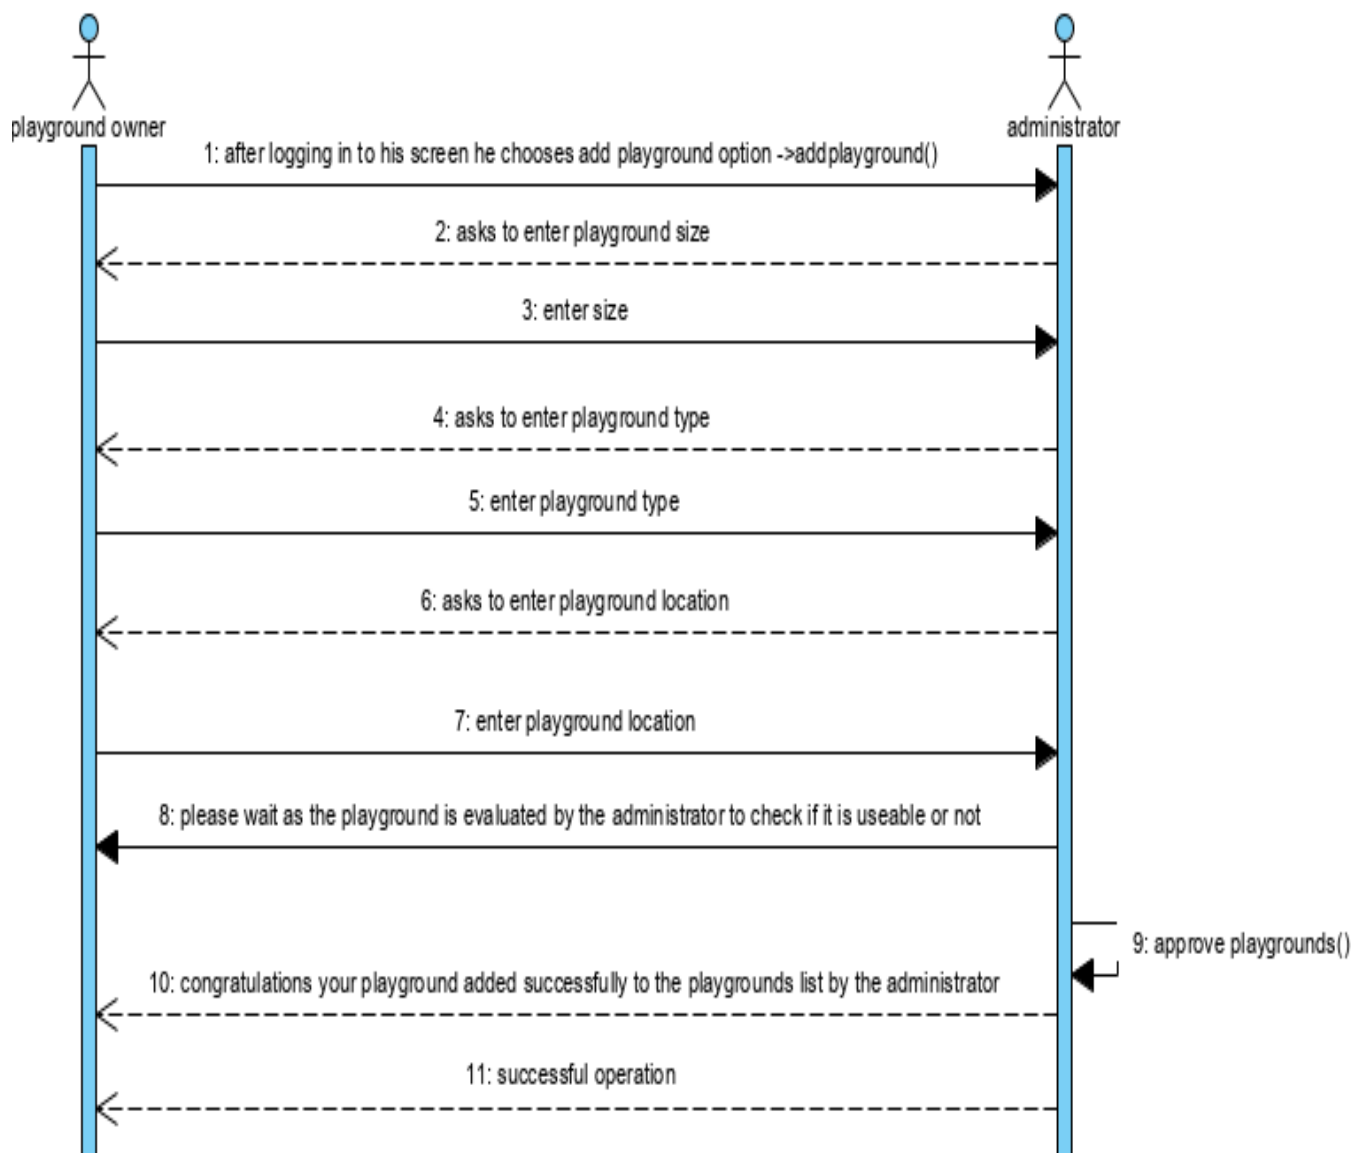 playground owner
administrator
1: after logging in to his screen he chooses add playground option ->addplayground()
2: asks to enter playground size
3: enter size
4: asks to enter playground type
5: enter playground type
6: asks to enter playground location
7: enter playground location
8: please wait as the playground is evaluated by the administrator to check if it is useable or not
9: approve playgrounds()
10: congratulations your playground added successfully to the playgrounds list by the administrator
11: successful operation